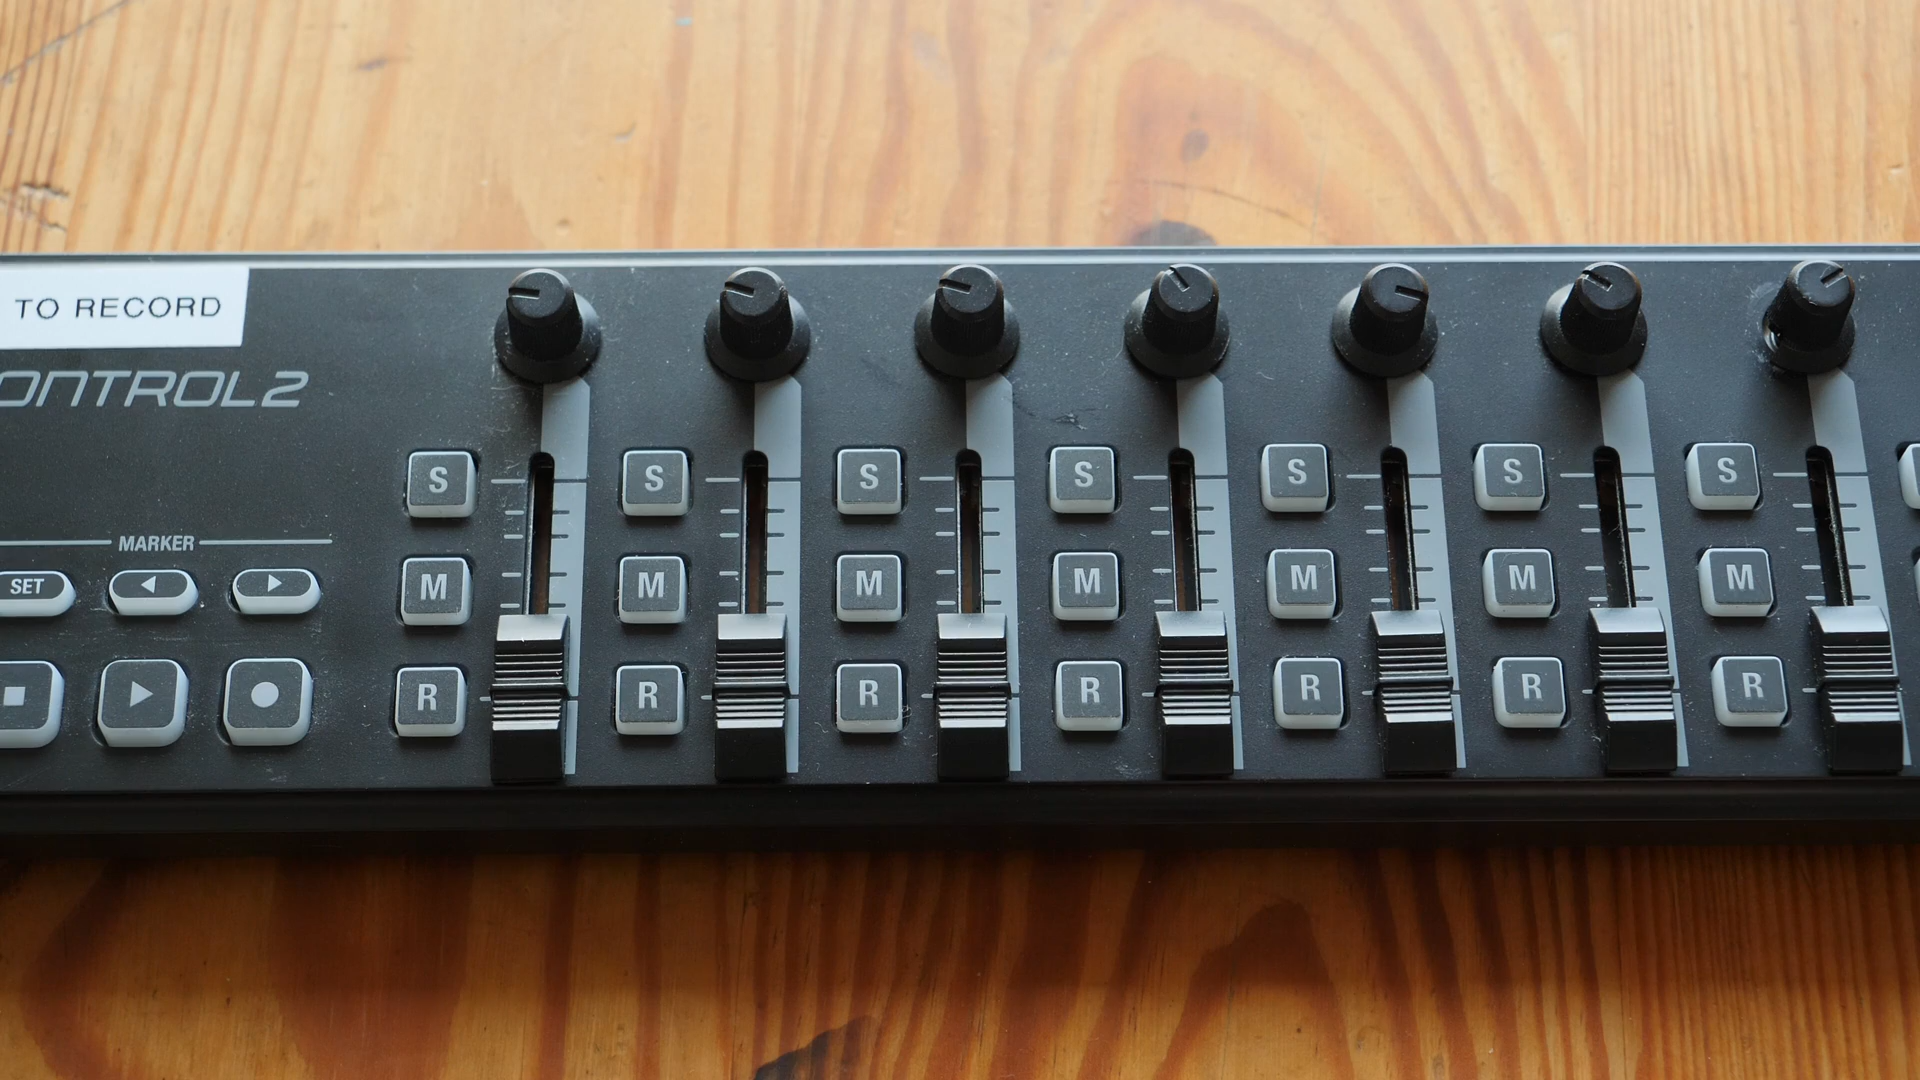 TO RECORD
ONTROL2
S S S S S S S
MARKER
SET
M M M M M M M
R R R R R R R